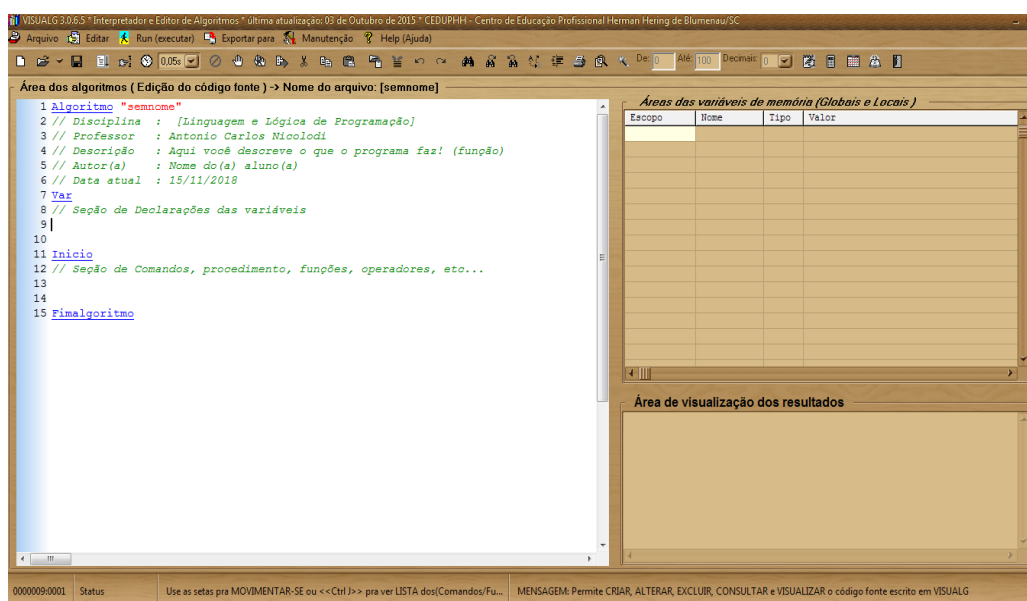 VISUALG 3.0.6.5 * Interpretador e Editor de Algoritmos * última atualização: 03 de Outubro de 2015 * CEDUPHH - Centro de Educação Profissional Herman Hering de Blumenau/SC
Arquivo Editar Run (executar) Exportar para Manutenção Help (Ajuda)
0,05s De: 0 Até: 100 Decimais: 0
Área dos algoritmos ( Edição do código fonte ) -> Nome do arquivo: [semnome]
1 Algoritmo "semnome"
2 // Disciplina : [Linguagem e Lógica de Programação]
3 // Professor : Antonio Carlos Nicolodi
4 // Descrição : Aqui você descreve o que o programa faz! (função)
5 // Autor(a) : Nome do(a) aluno(a)
6 // Data atual : 15/11/2018
7 Var
8 // Seção de Declarações das variáveis
9
10
11 Inicio
12 // Seção de Comandos, procedimento, funções, operadores, etc...
13
14
15 Fimalgoritmo
Áreas das variáveis de memória (Globais e Locais )
Escopo Nome Tipo Valor
Área de visualização dos resultados
0000009:0001 Status Use as setas pra MOVIMENTAR-SE ou <<Ctrl J>> pra ver LISTA dos(Comandos/Fu... MENSAGEM: Permite CRIAR, ALTERAR, EXCLUIR, CONSULTAR e VISUALIZAR o código fonte escrito em VISUALG